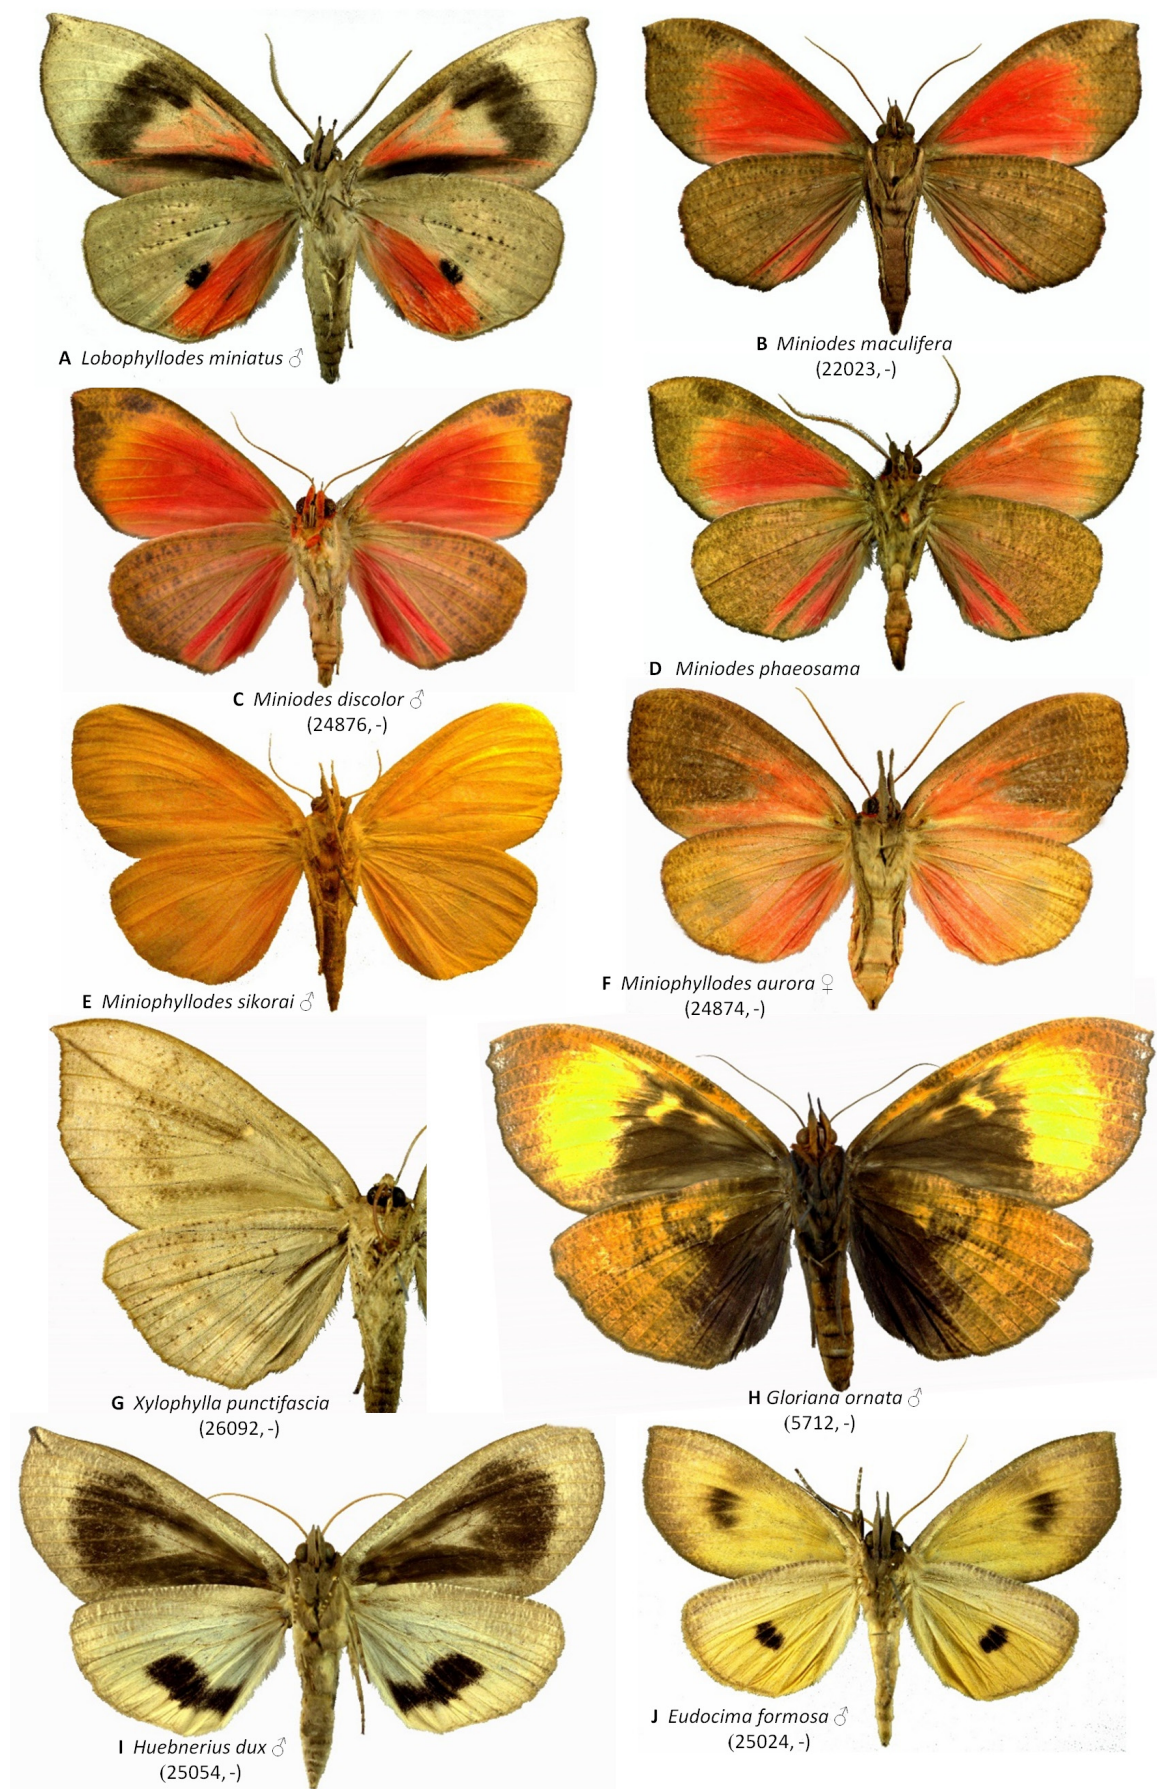 A Lobophyllodes miniatus ♂
B Miniodes maculifera
(22023, -)
C Miniodes discolor ♂
(24876, -)
D Miniodes phaeosama
E Miniophyllodes sikorai ♂
F Miniophyllodes aurora ♀
(24874, -)
G Xylophylla punctifascia
(26092, -)
H Gloriana ornata ♂
(5712, -)
I Huebnerius dux ♂
(25054, -)
J Eudocima formosa ♂
(25024, -)